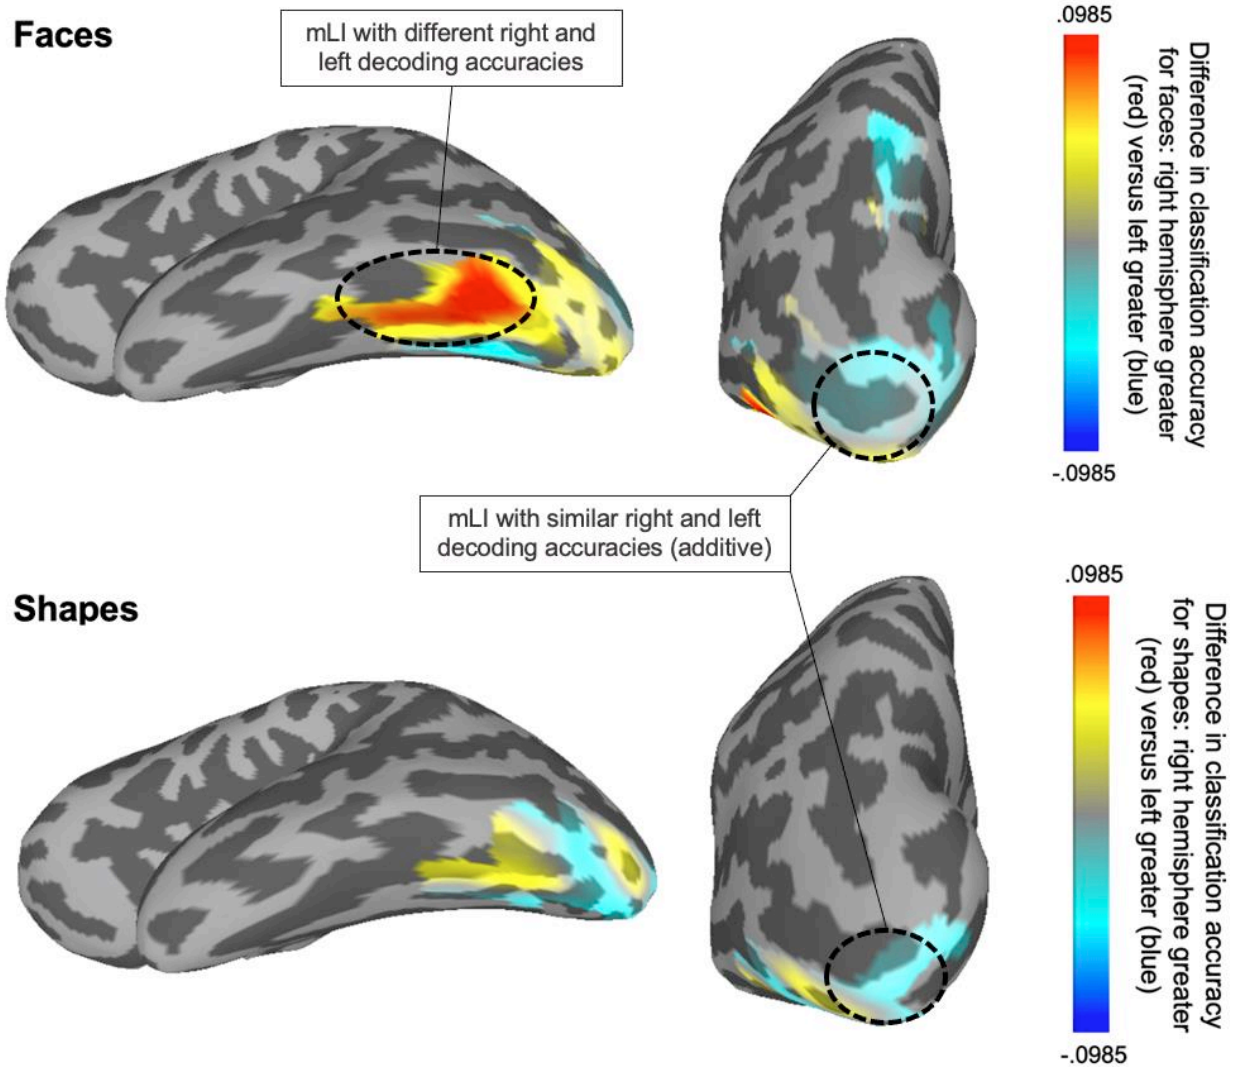 Faces
mLI with different right and
left decoding accuracies
.0985
-.0985
Difference in classification accuracy
for faces: right hemisphere greater
(red) versus left greater (blue)
mLI with similar right and left
decoding accuracies (additive)
Shapes
.0985
-.0985
Difference in classification accuracy
for shapes: right hemisphere greater
(red) versus left greater (blue)